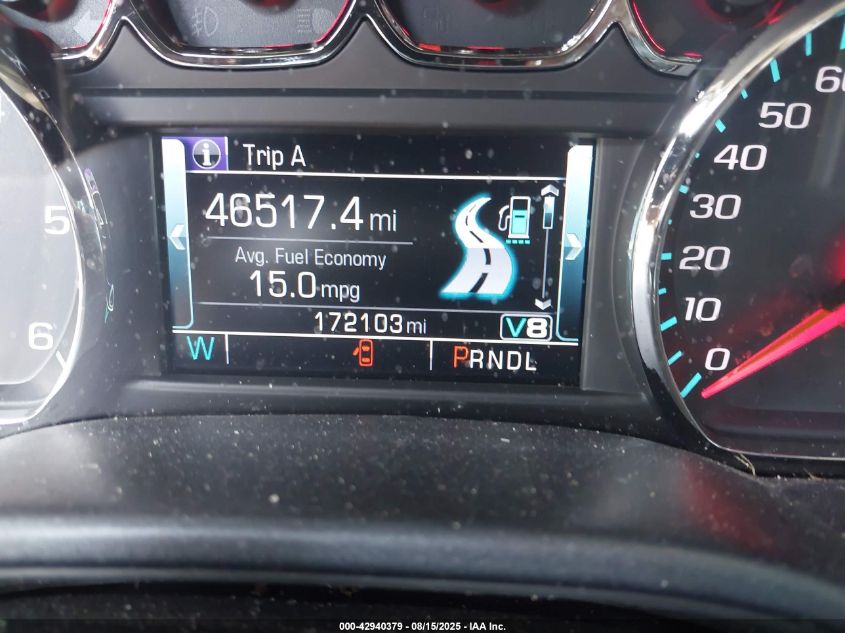 i Trip A
46517.4 mi
Avg. Fuel Economy
15.0 mpg
172103 mi V8
W PRNDL
5
6
60
50
40
30
20
10
0
000-42940379 - 08/15/2025 - IAA Inc.